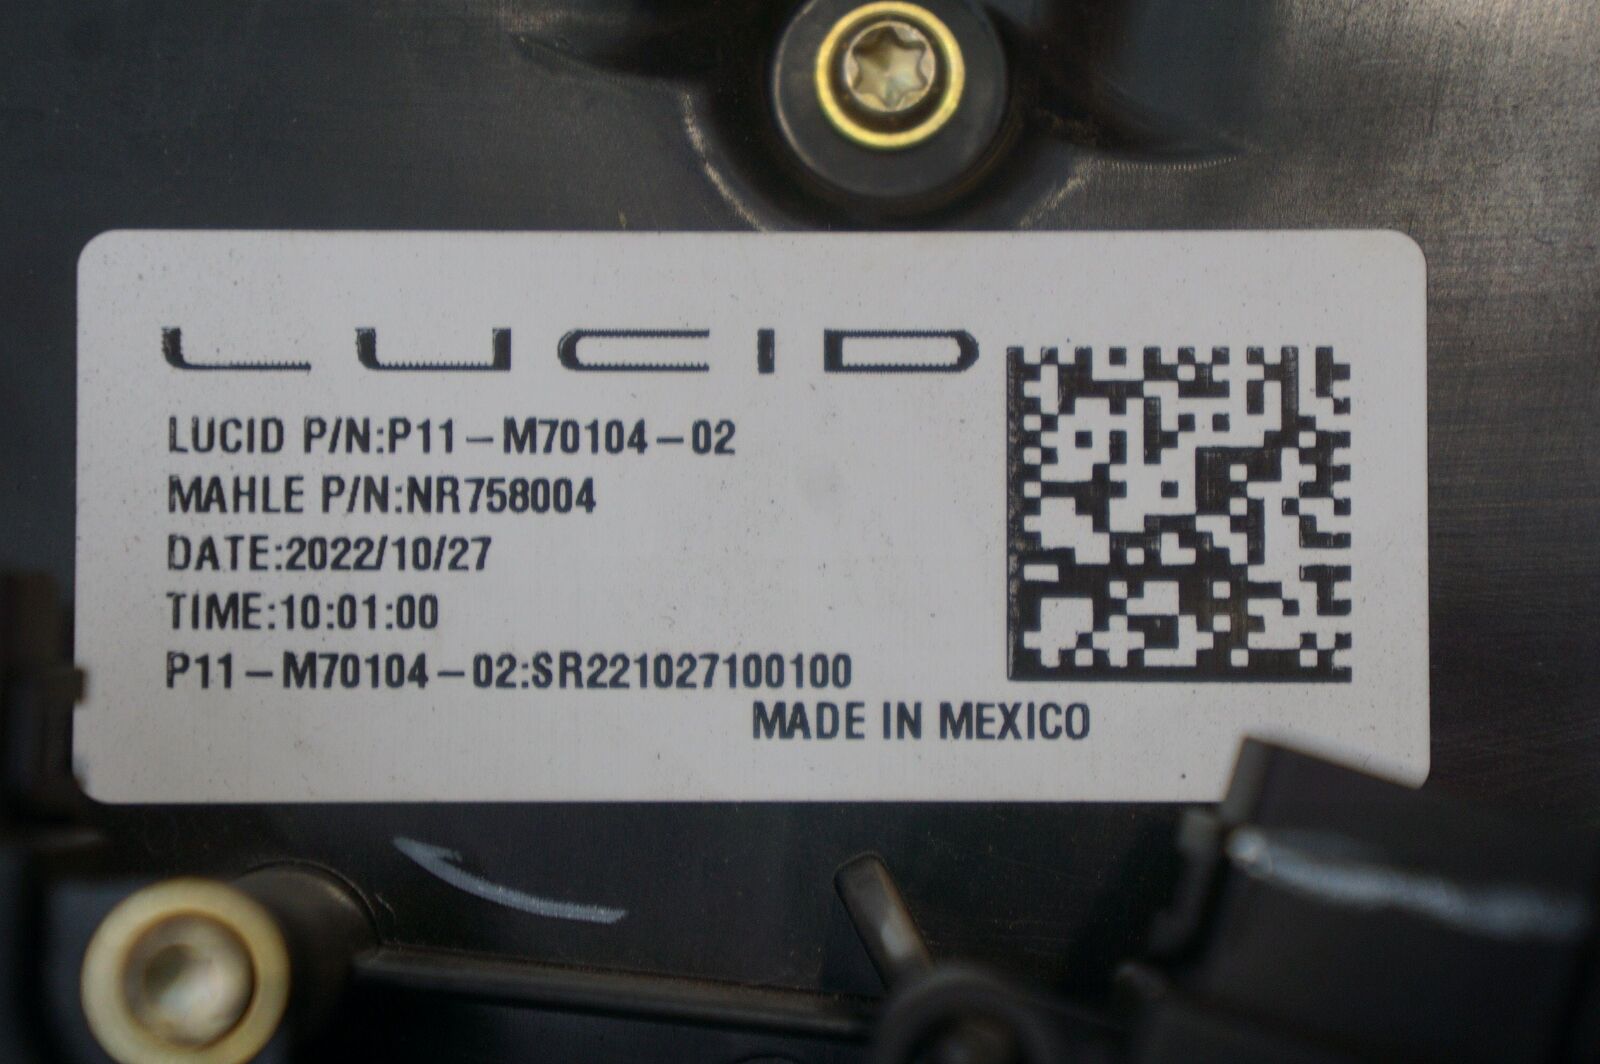 LUCID
LUCID P/N:P11-M70104-02
MAHLE P/N:NR758004
DATE:2022/10/27
TIME:10:01:00
P11-M70104-02:SR221027100100
MADE IN MEXICO